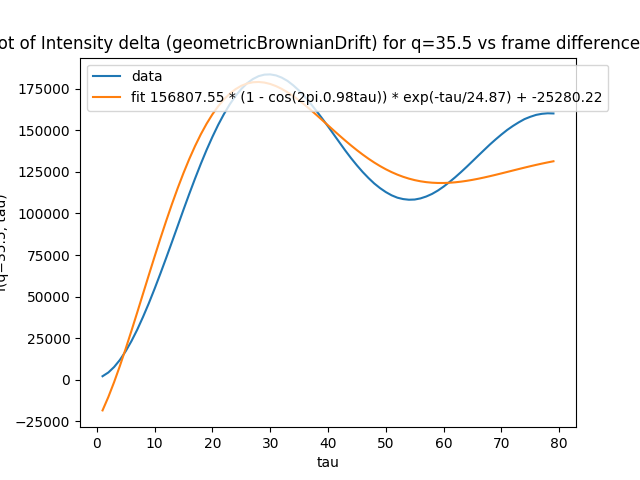 ot of Intensity delta (geometricBrownianDrift) for q=35.5 vs frame difference
data
fit 156807.55 * (1 - cos(2pi.0.98tau)) * exp(-tau/24.87) + -25280.22
175000
150000
125000
100000
75000
50000
25000
0
−25000
0 10 20 30 40 50 60 70 80
tau
(q=35.5, tau)